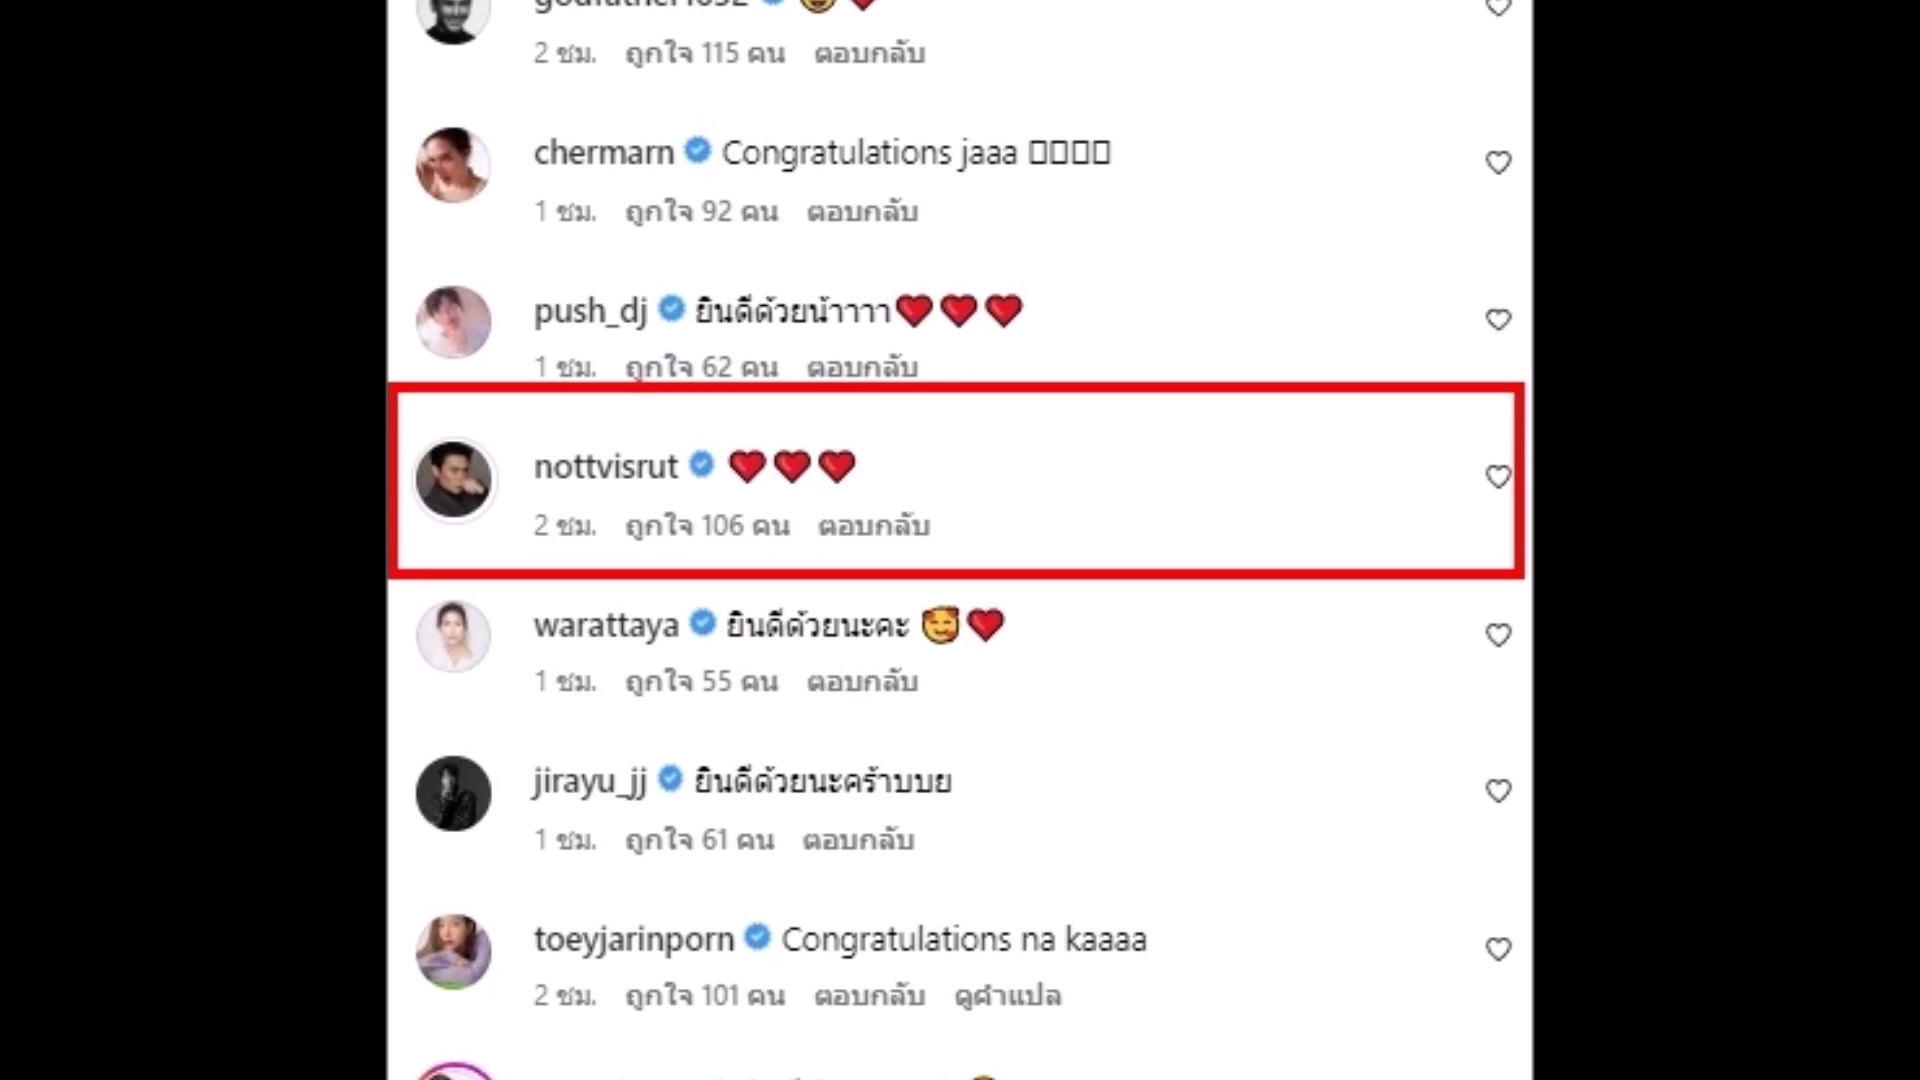 2 ชม. ถูกใจ 115 คน ตอบกลับ
chermarn Congratulations jaaa
1 ชม. ถูกใจ 92 คน ตอบกลับ
push_dj ยินดีด้วยน้าาาา❤️❤️❤️
1 ชม. ถูกใจ 62 คน ตอบกลับ
nottvisrut ❤️❤️❤️
2 ชม. ถูกใจ 106 คน ตอบกลับ
warattaya ยินดีด้วยนะคะ 🥰❤️
1 ชม. ถูกใจ 55 คน ตอบกลับ
jirayu_jj ยินดีด้วยนะคร้าบบย
1 ชม. ถูกใจ 61 คน ตอบกลับ
toeyjarinporn Congratulations na kaaaa
2 ชม. ถูกใจ 101 คน ตอบกลับ ดูคำแปล